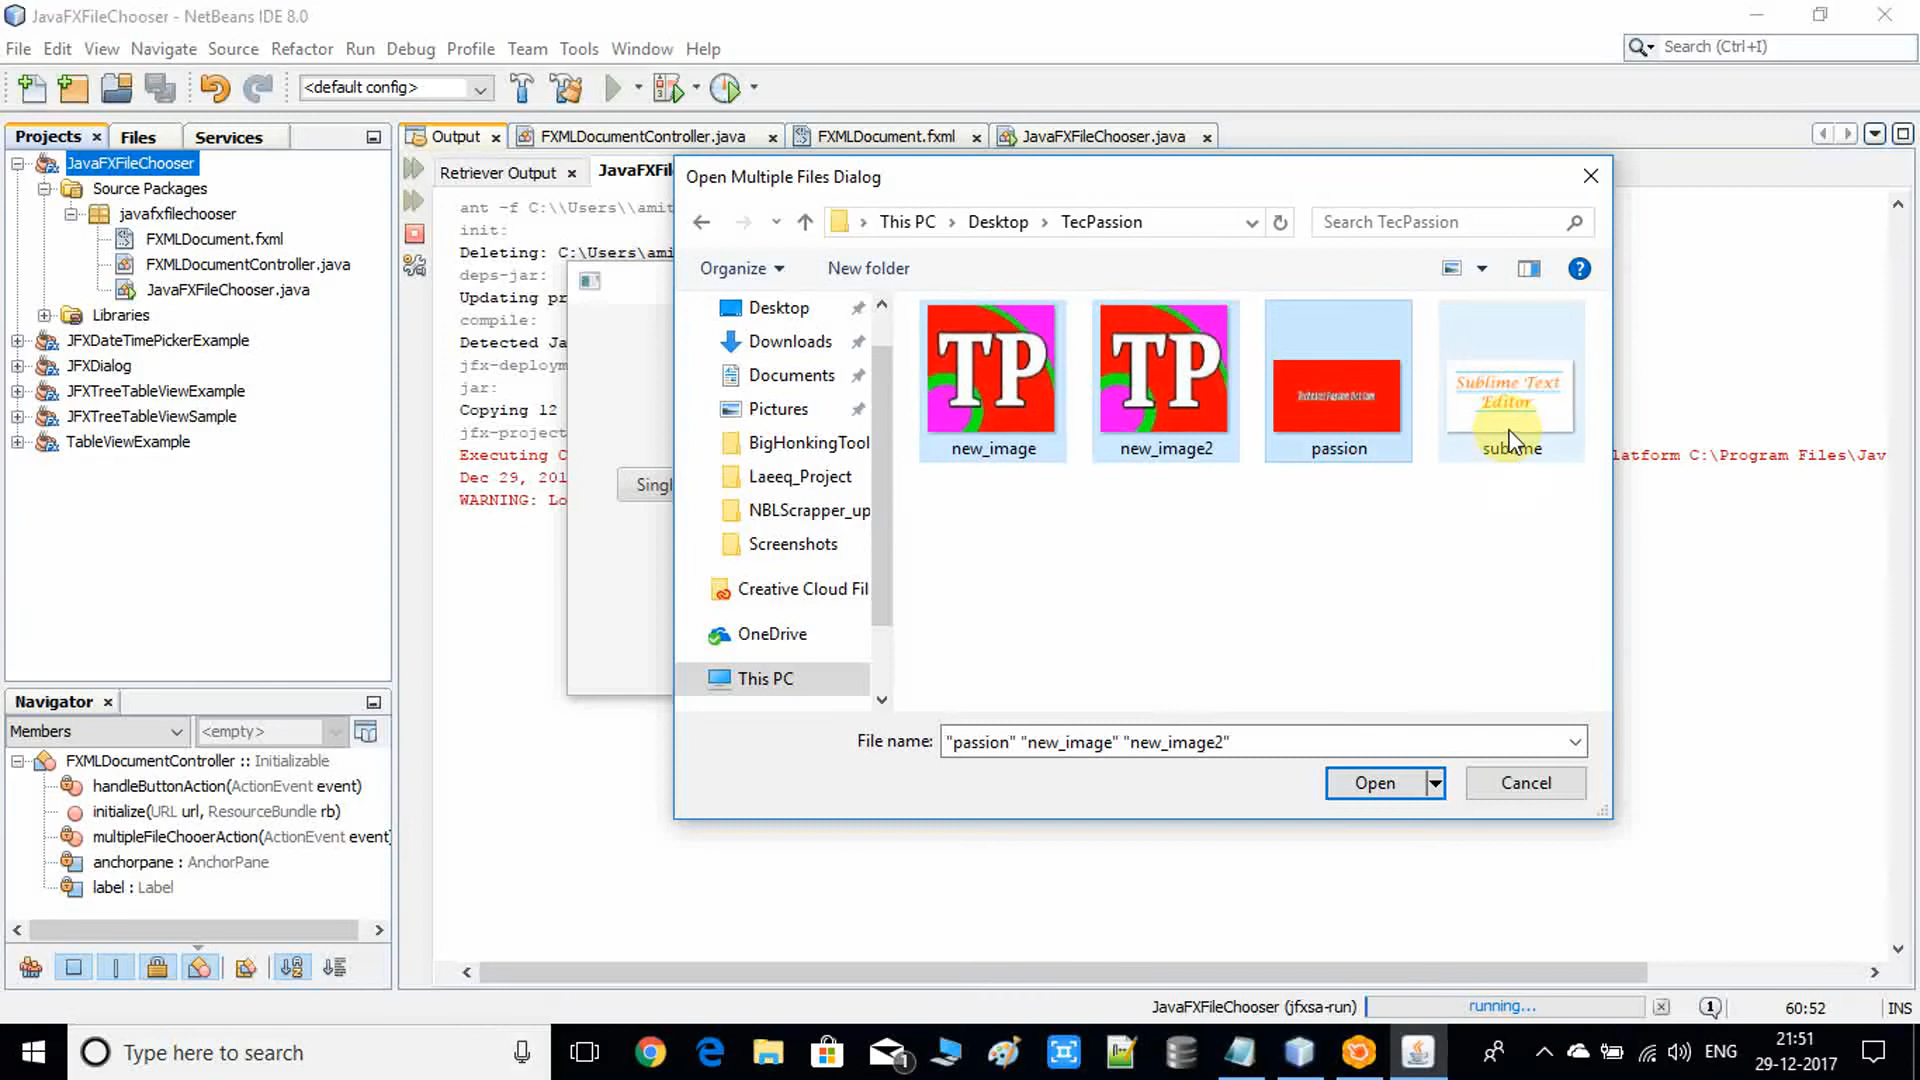 JavaFXFileChooser - NetBeans IDE 8.0
File Edit View Navigate Source Refactor Run Debug Profile Team Tools Window Help
Search (Ctrl+I)
<default config>
Projects Files Services
Output FXMLDocumentController.java FXMLDocument.fxml JavaFXFileChooser.java
JavaFXFileChooser
Source Packages
javafxfilechooser
FXMLDocument.fxml
FXMLDocumentController.java
JavaFXFileChooser.java
Libraries
JFXDateTimePickerExample
JFXDialog
JFXTreeTableViewExample
JFXTreeTableViewSample
TableViewExample
Retriever Output JavaFXFil
ant -f C:\\Users\\amit
init:
Deleting: C:\Users\ami
deps-jar:
Updating pr
compile:
Detected Ja
jfx-deploym
jar:
Copying 12
jfx-project
Executing C
latform C:\Program Files\Jav
Dec 29, 201
WARNING: Lo
Singl
Open Multiple Files Dialog
This PC Desktop TecPassion
Search TecPassion
Organize New folder
Desktop
Downloads
Documents
Pictures
BigHonkingTool
Laeeq_Project
NBLScrapper_up
Screenshots
Creative Cloud Fil
OneDrive
This PC
TP
TP
Sublime Text
Editor
new_image new_image2 passion sublime
File name: "passion" "new_image" "new_image2"
Open Cancel
Navigator
Members <empty>
FXMLDocumentController :: Initializable
handleButtonAction(ActionEvent event)
initialize(URL url, ResourceBundle rb)
multipleFileChooerAction(ActionEvent event)
anchorpane : AnchorPane
label : Label
JavaFXFileChooser (jfxsa-run) running... 1 60:52 INS
Type here to search
1
ENG
21:51
29-12-2017